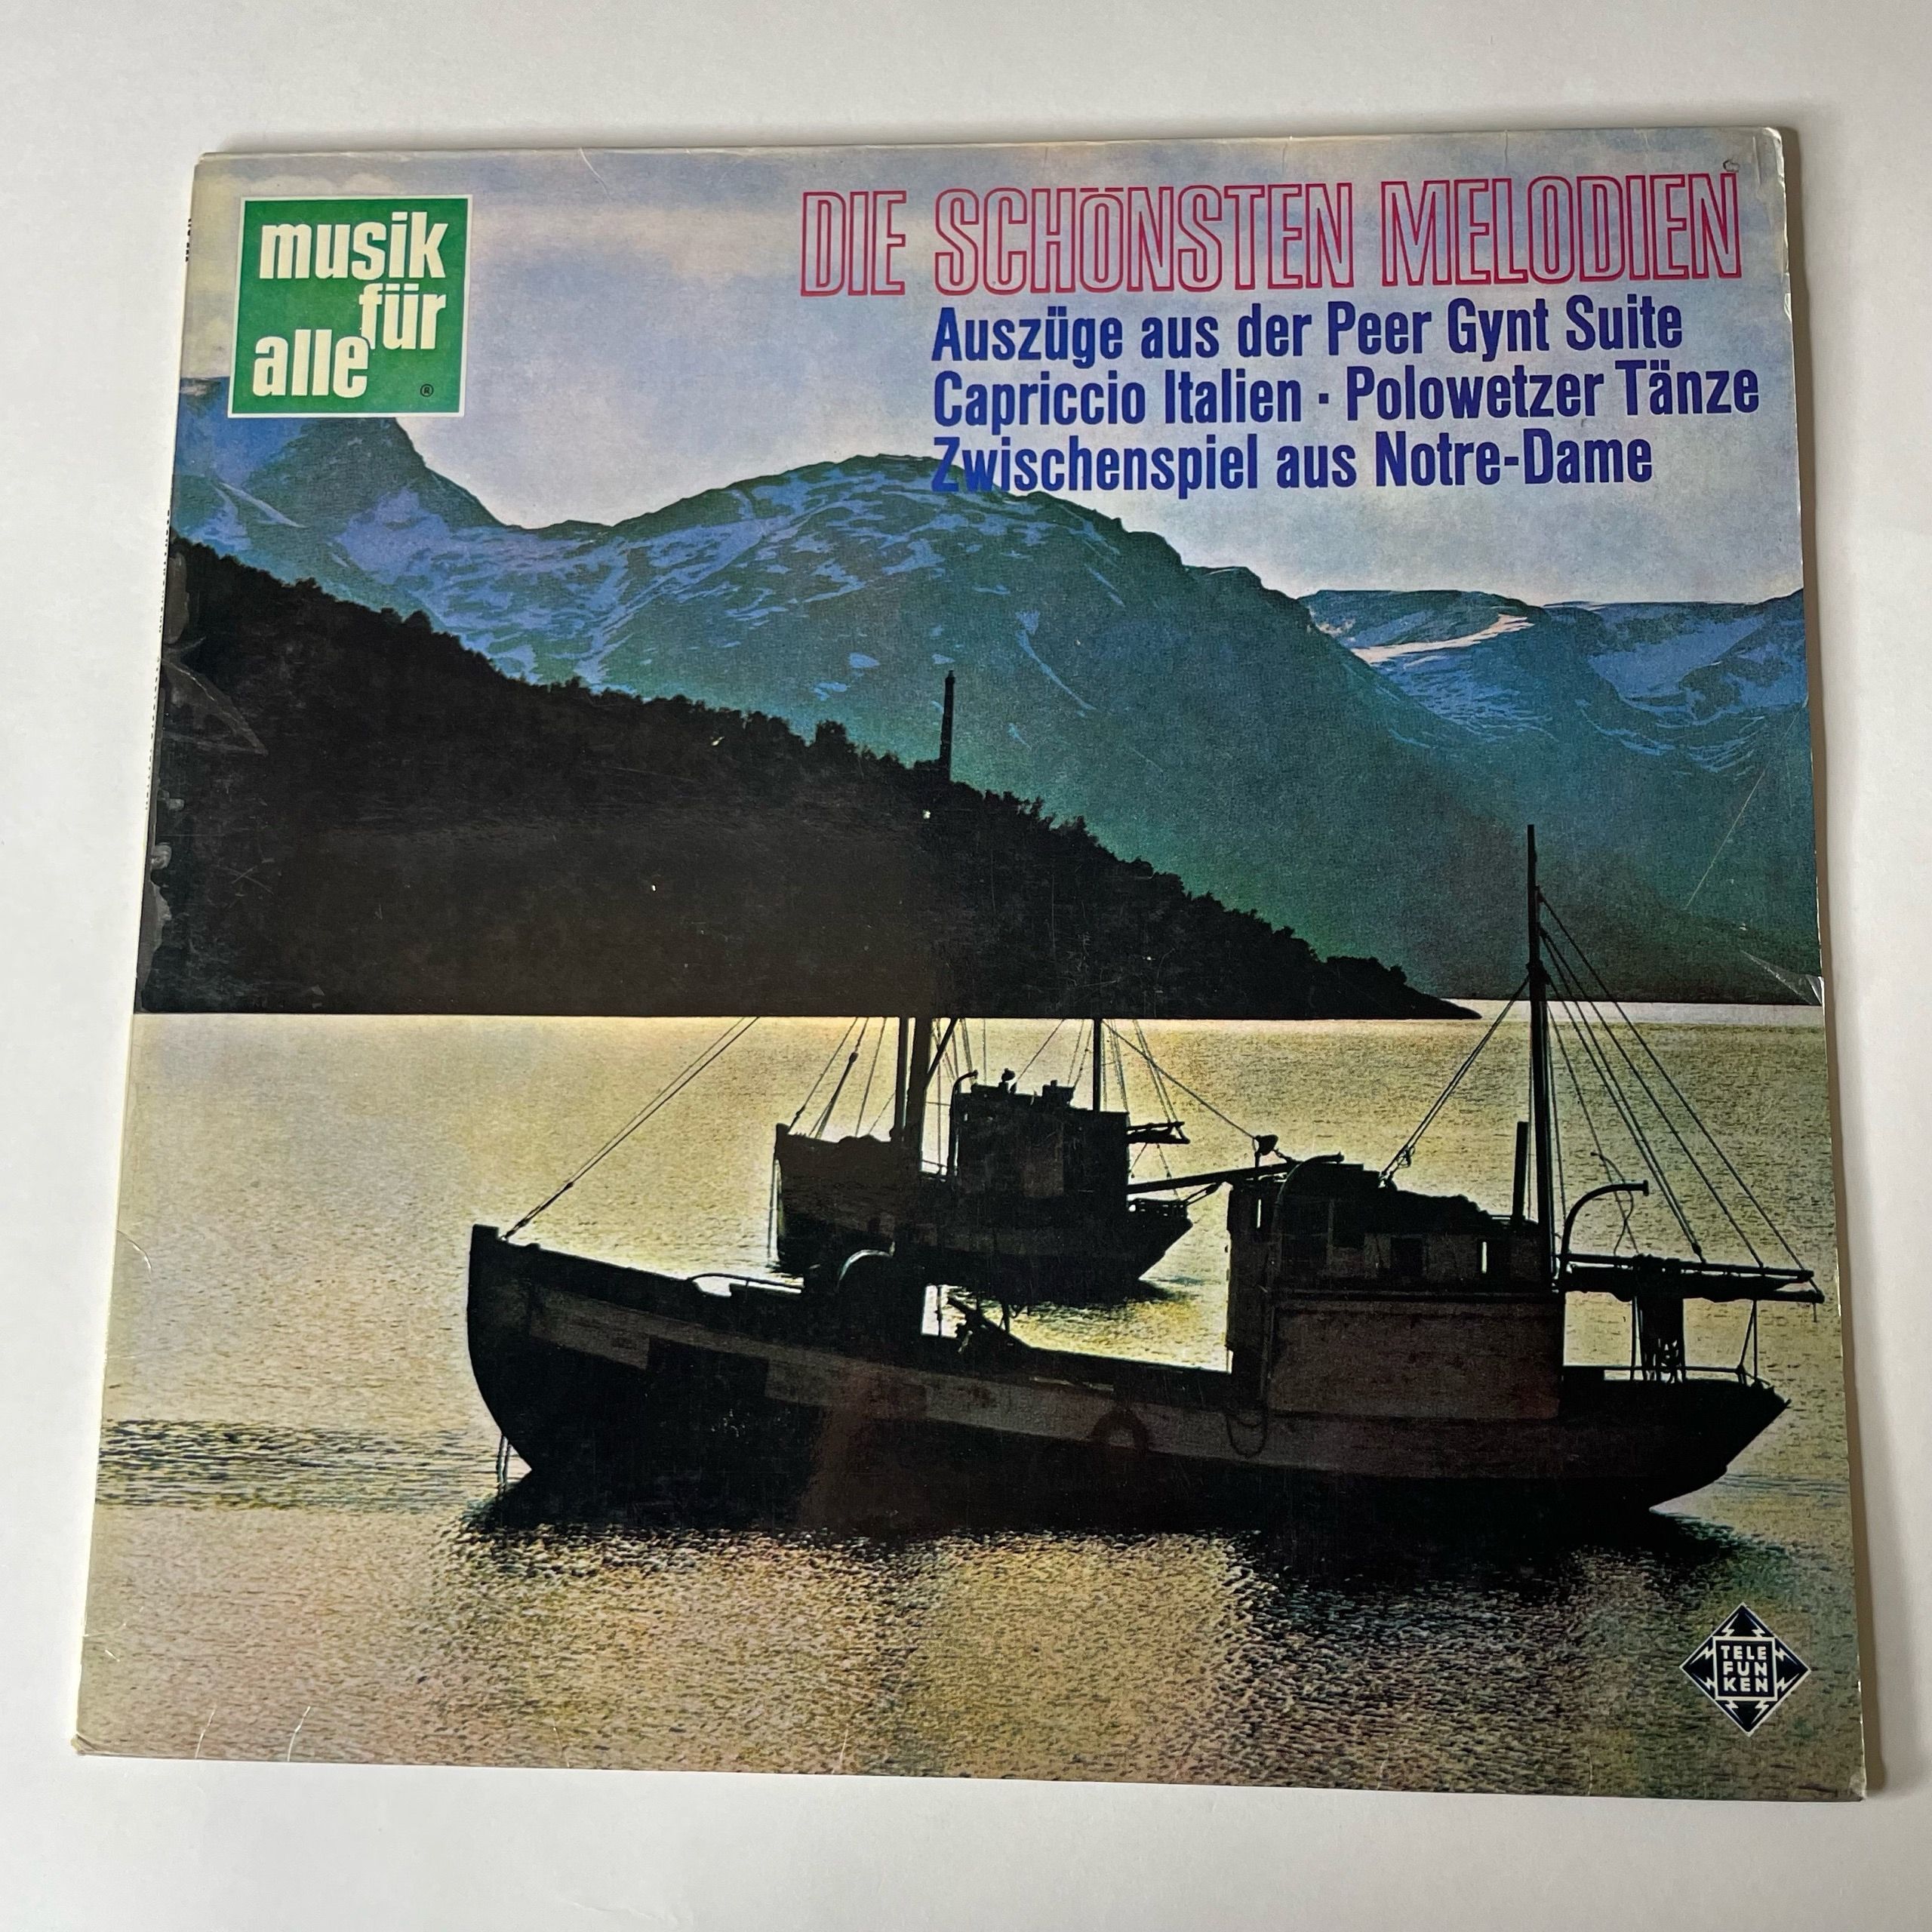 musik
für
alle
®
DIE SCHÖNSTEN MELODIEN
Auszüge aus der Peer Gynt Suite
Capriccio Italien · Polowetzer Tänze
Zwischenspiel aus Notre-Dame
TELE
FUN
KEN